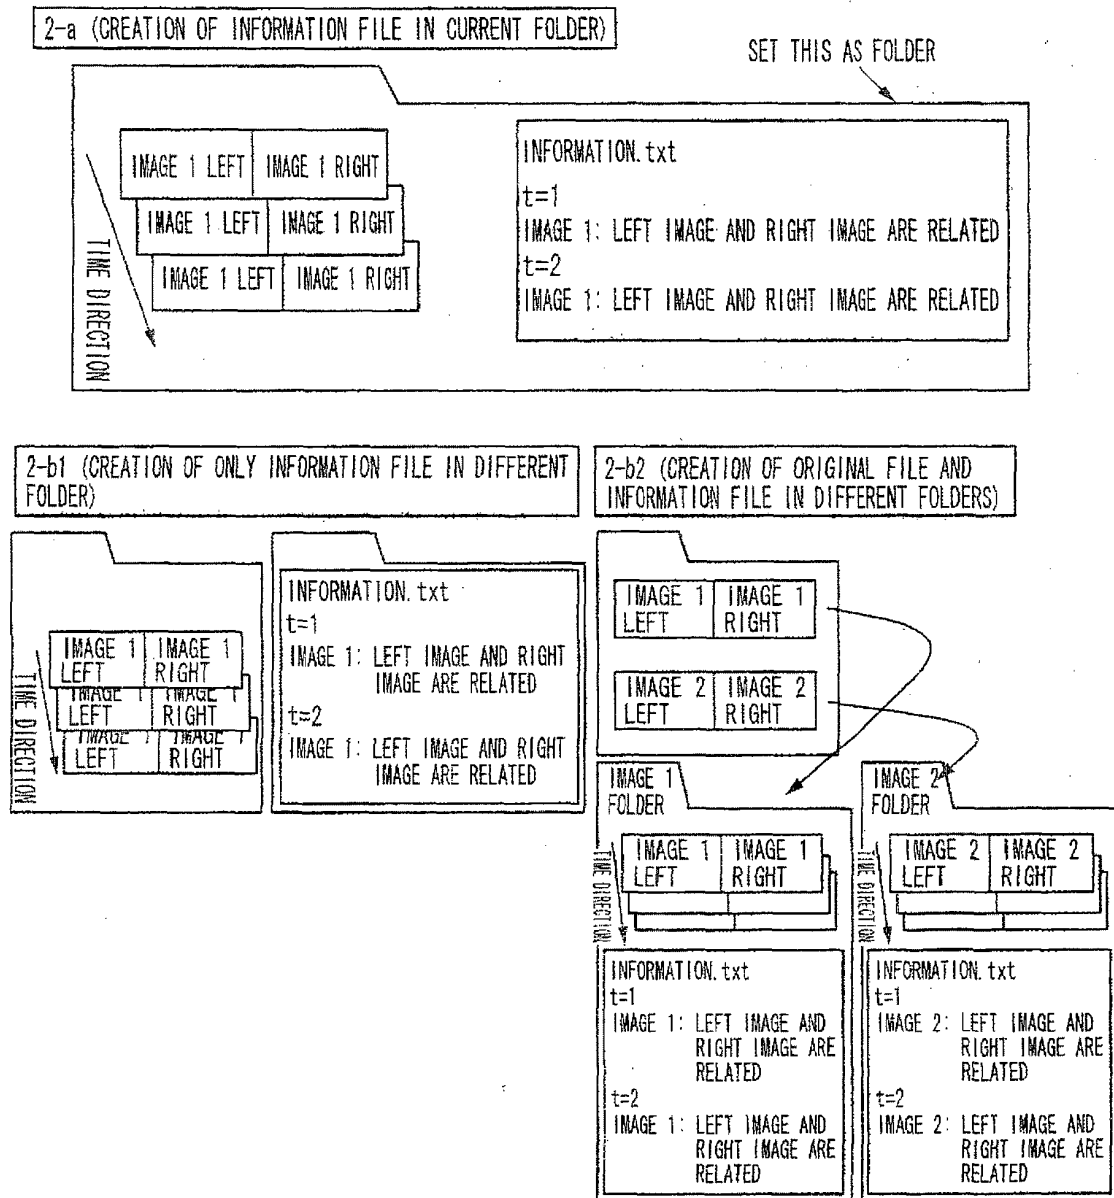 2-a (CREATION OF INFORMATION FILE IN CURRENT FOLDER)
SET THIS AS FOLDER
IMAGE 1 LEFT IMAGE 1 RIGHT
IMAGE 1 LEFT IMAGE 1 RIGHT
IMAGE 1 LEFT IMAGE 1 RIGHT
TIME DIRECTION
INFORMATION.txt
t=1
IMAGE 1: LEFT IMAGE AND RIGHT IMAGE ARE RELATED
t=2
IMAGE 1: LEFT IMAGE AND RIGHT IMAGE ARE RELATED
2-b1 (CREATION OF ONLY INFORMATION FILE IN DIFFERENT
FOLDER)
IMAGE 1 IMAGE 1
LEFT RIGHT
IMAGE 1 IMAGE 1
LEFT RIGHT
IMAGE 1 IMAGE 1
LEFT RIGHT
TIME DIRECTION
INFORMATION.txt
t=1
IMAGE 1: LEFT IMAGE AND RIGHT
IMAGE ARE RELATED
t=2
IMAGE 1: LEFT IMAGE AND RIGHT
IMAGE ARE RELATED
2-b2 (CREATION OF ORIGINAL FILE AND
INFORMATION FILE IN DIFFERENT FOLDERS)
IMAGE 1 IMAGE 1
LEFT RIGHT
IMAGE 2 IMAGE 2
LEFT RIGHT
IMAGE 1
FOLDER
IMAGE 1 IMAGE 1
LEFT RIGHT
TIME DIRECTION
INFORMATION.txt
t=1
IMAGE 1: LEFT IMAGE AND
RIGHT IMAGE ARE
RELATED
t=2
IMAGE 1: LEFT IMAGE AND
RIGHT IMAGE ARE
RELATED
IMAGE 2
FOLDER
IMAGE 2 IMAGE 2
LEFT RIGHT
TIME DIRECTION
INFORMATION.txt
t=1
IMAGE 2: LEFT IMAGE AND
RIGHT IMAGE ARE
RELATED
t=2
IMAGE 2: LEFT IMAGE AND
RIGHT IMAGE ARE
RELATED